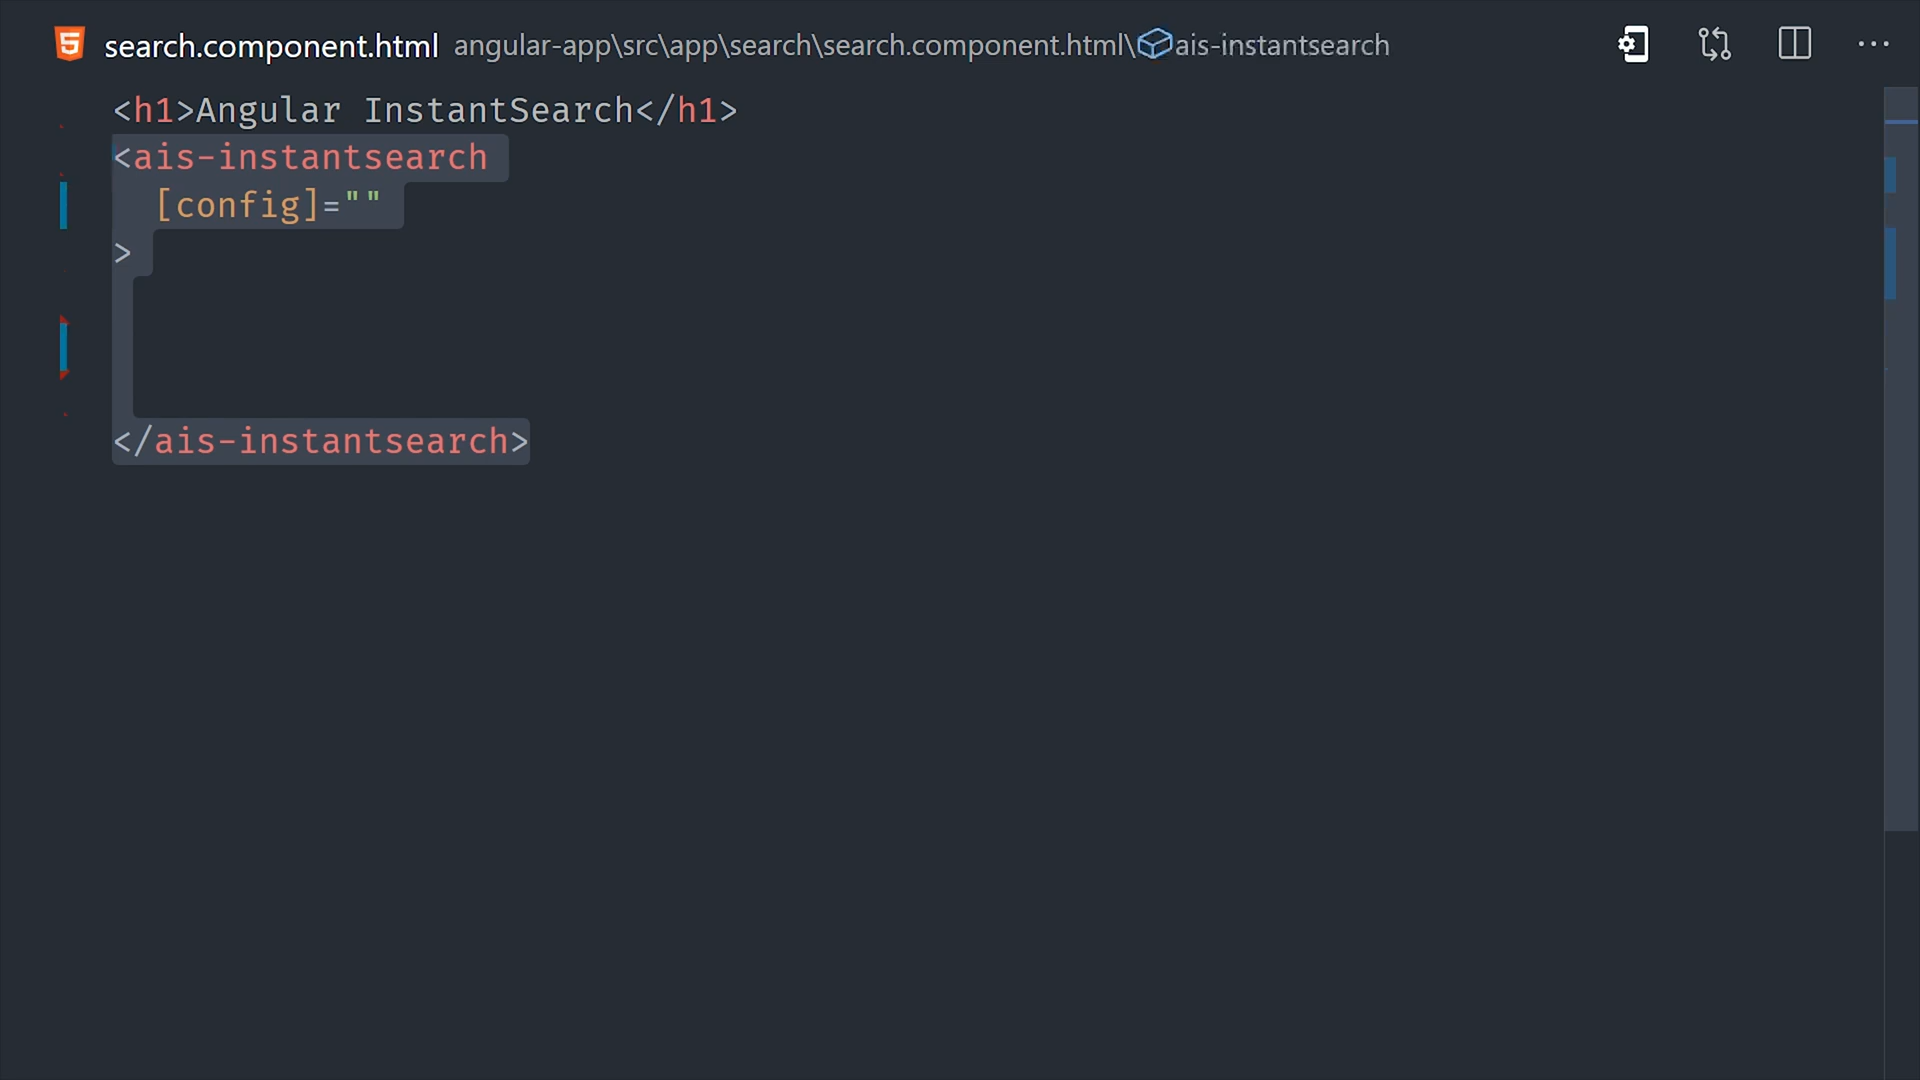 search.component.html angular-app\src\app\search\search.component.html\ais-instantsearch
<h1>Angular InstantSearch</h1>
<ais-instantsearch
[config]=""
>
</ais-instantsearch>